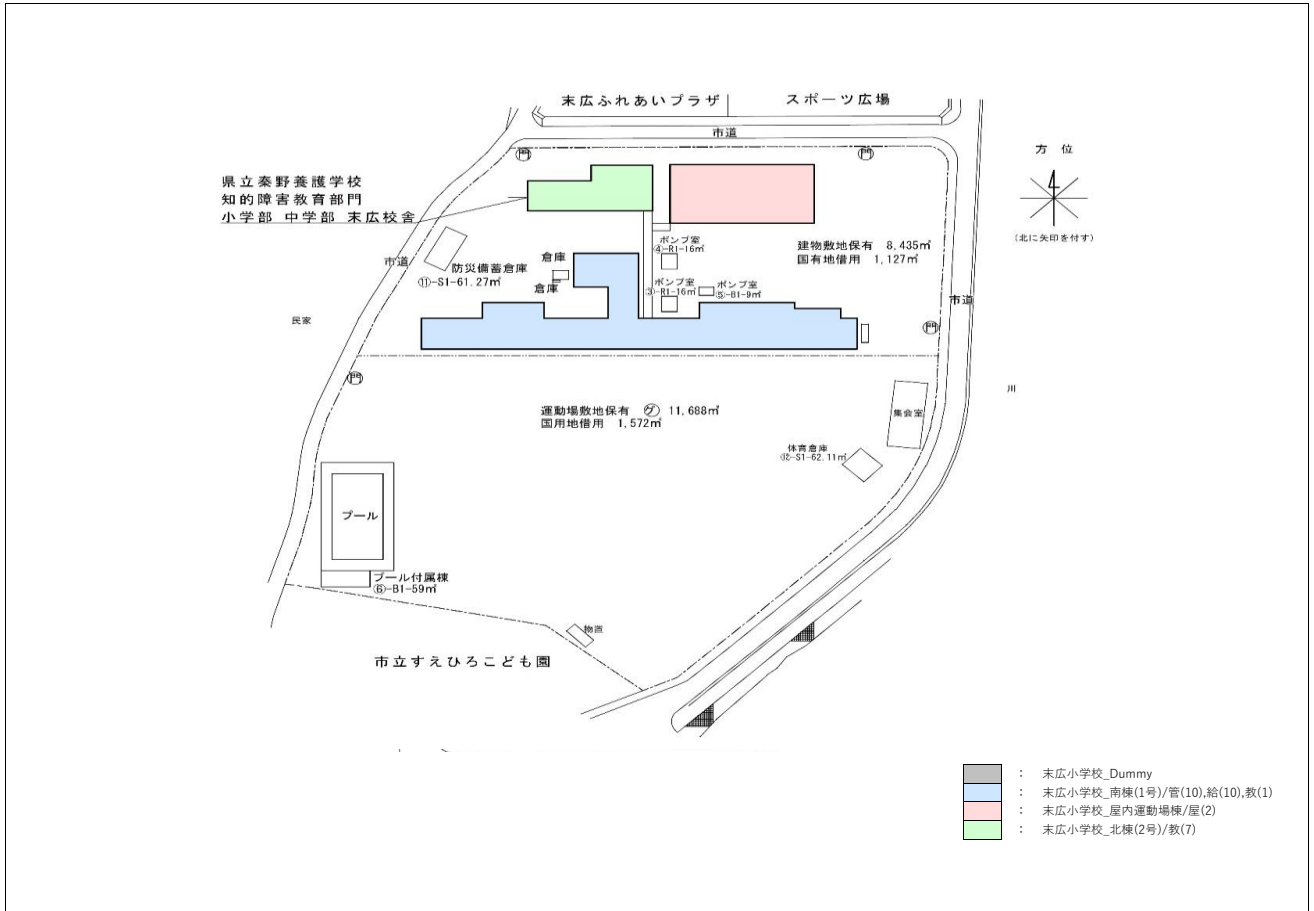 末広ふれあいプラザ
スポーツ広場
市道
門
門
方 位
(北に矢印を付す)
県立秦野養護学校
知的障害教育部門
小学部 中学部 末広校舎
ポンプ室
④-R1-16㎡
建物敷地保有 8,435㎡
国有地借用 1,127㎡
市道
防災備蓄倉庫
⑪-S1-61.27㎡
倉庫
倉庫
ポンプ室
③-R1-16㎡
ポンプ室
⑤-B1-9㎡
市道
民家
門
門
川
運動場敷地保有 グ 11,688㎡
国用地借用 1,572㎡
集会室
体育倉庫
⑫-S1-62.11㎡
プール
プール付属棟
⑥-B1-59㎡
物置
市立すえひろこども園
： 末広小学校_Dummy
： 末広小学校_南棟(1号)/管(10),給(10),教(1)
： 末広小学校_屋内運動場棟/屋(2)
： 末広小学校_北棟(2号)/教(7)